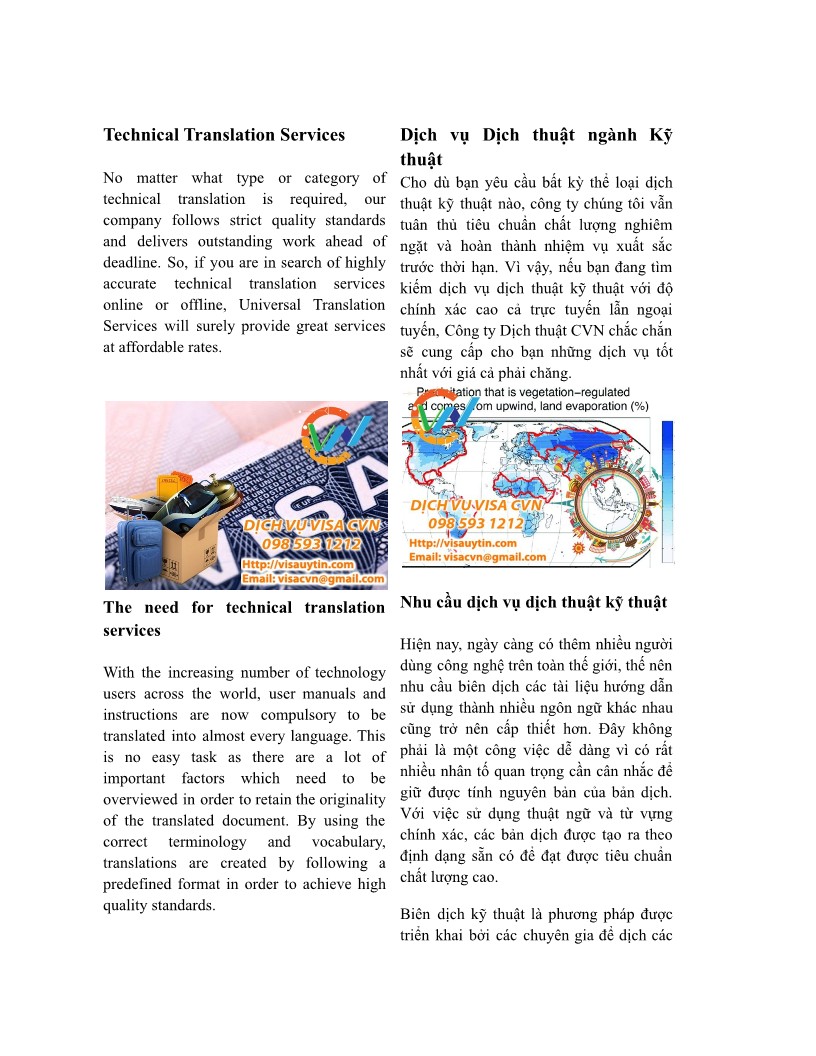 Technical Translation Services
No matter what type or category of
technical translation is required, our
company follows strict quality standards
and delivers outstanding work ahead of
deadline. So, if you are in search of highly
accurate technical translation services
online or offline, Universal Translation
Services will surely provide great services
at affordable rates.
VISA
DỊCH VỤ VISA CVN
098 593 1212
Http://visauytin.com
Email: visacvn@gmail.com
The need for technical translation
services
With the increasing number of technology
users across the world, user manuals and
instructions are now compulsory to be
translated into almost every language. This
is no easy task as there are a lot of
important factors which need to be
overviewed in order to retain the originality
of the translated document. By using the
correct terminology and vocabulary,
translations are created by following a
predefined format in order to achieve high
quality standards.
Dịch vụ Dịch thuật ngành Kỹ
thuật
Cho dù bạn yêu cầu bất kỳ thể loại dịch
thuật kỹ thuật nào, công ty chúng tôi vẫn
tuân thủ tiêu chuẩn chất lượng nghiêm
ngặt và hoàn thành nhiệm vụ xuất sắc
trước thời hạn. Vì vậy, nếu bạn đang tìm
kiếm dịch vụ dịch thuật kỹ thuật với độ
chính xác cao cả trực tuyến lẫn ngoại
tuyến, Công ty Dịch thuật CVN chắc chắn
sẽ cung cấp cho bạn những dịch vụ tốt
nhất với giá cả phải chăng.
Precipitation that is vegetation−regulated
and comes from upwind, land evaporation (%)
DỊCH VỤ VISA CVN
098 593 1212
Http://visauytin.com
Email: visacvn@gmail.com
Nhu cầu dịch vụ dịch thuật kỹ thuật
Hiện nay, ngày càng có thêm nhiều người
dùng công nghệ trên toàn thế giới, thế nên
nhu cầu biên dịch các tài liệu hướng dẫn
sử dụng thành nhiều ngôn ngữ khác nhau
cũng trở nên cấp thiết hơn. Đây không
phải là một công việc dễ dàng vì có rất
nhiều nhân tố quan trọng cần cân nhắc để
giữ được tính nguyên bản của bản dịch.
Với việc sử dụng thuật ngữ và từ vựng
chính xác, các bản dịch được tạo ra theo
định dạng sẵn có để đạt được tiêu chuẩn
chất lượng cao.
Biên dịch kỹ thuật là phương pháp được
triển khai bởi các chuyên gia để dịch các